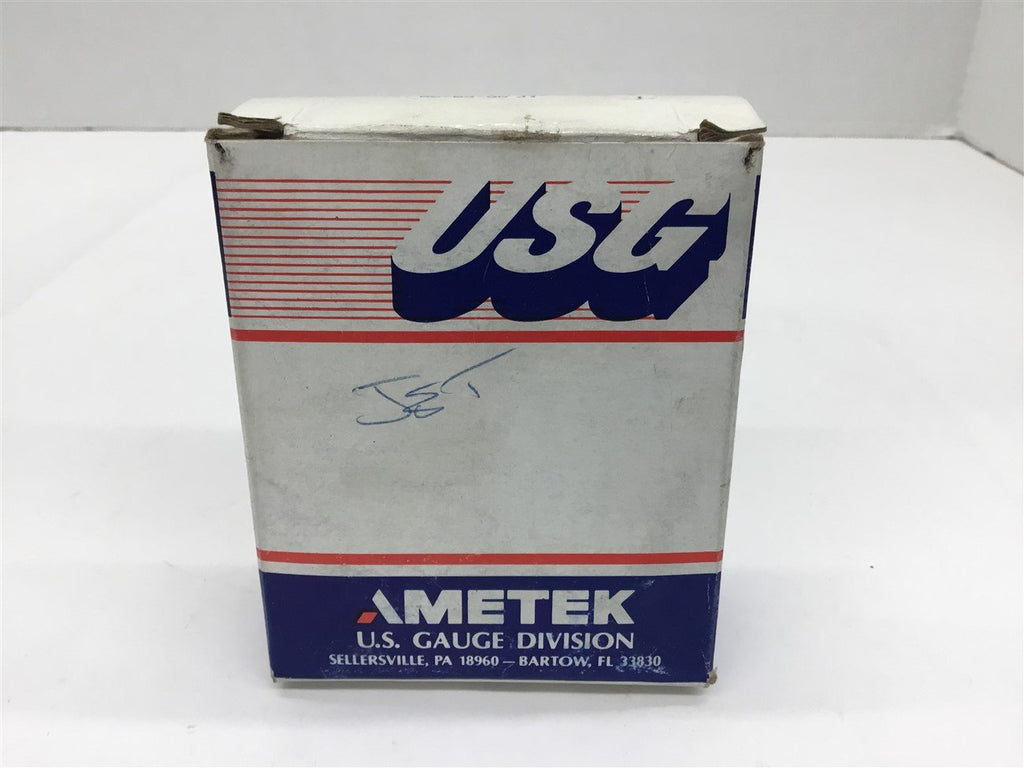 USG
AMETEK
U.S. GAUGE DIVISION
SELLERSVILLE, PA 18960 — BARTOW, FL 33830